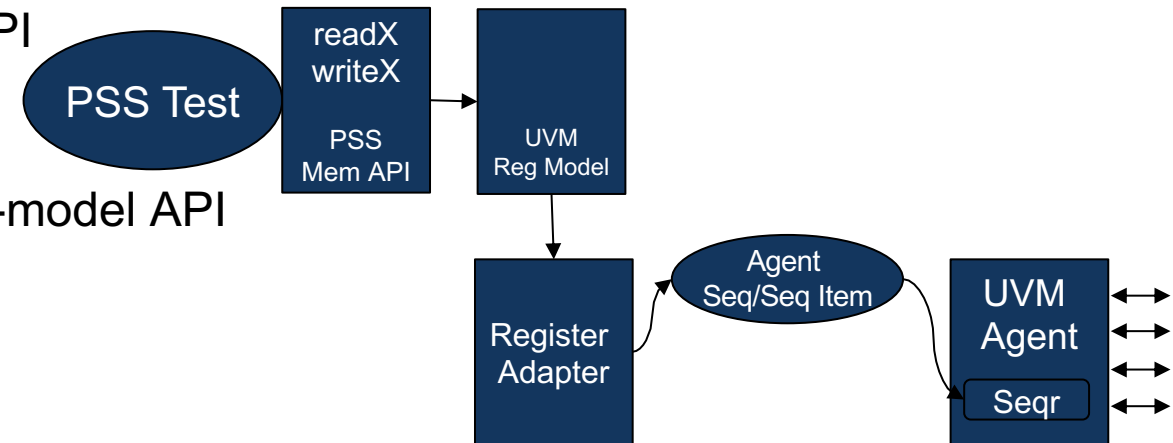 PI
readX
writeX
PSS Test
PSS
Mem API
UVM
Reg Model
-model API
Agent
Seq/Seq Item
Register
Adapter
UVM
Agent
Seqr